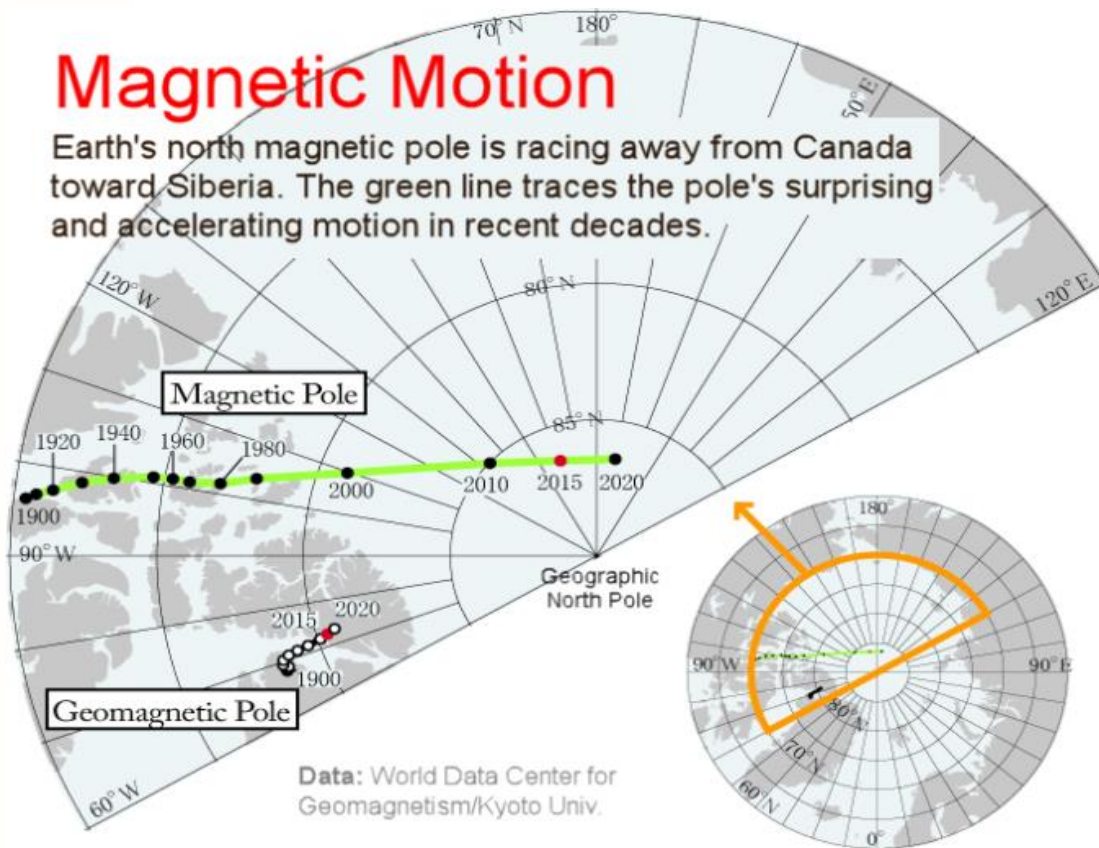 70° N
180°
Magnetic Motion
Earth's north magnetic pole is racing away from Canada
toward Siberia. The green line traces the pole's surprising
and accelerating motion in recent decades.
50° E
120° W
80° N
120° E
Magnetic Pole
85° N
1920
1940
1960
1980
1900
2000
2010
2015
2020
90° W
Geographic
North Pole
2015
2020
1900
Geomagnetic Pole
60° W
Data: World Data Center for
Geomagnetism/Kyoto Univ.
180°
90°W
90°E
80°N
70°N
60°N
0°